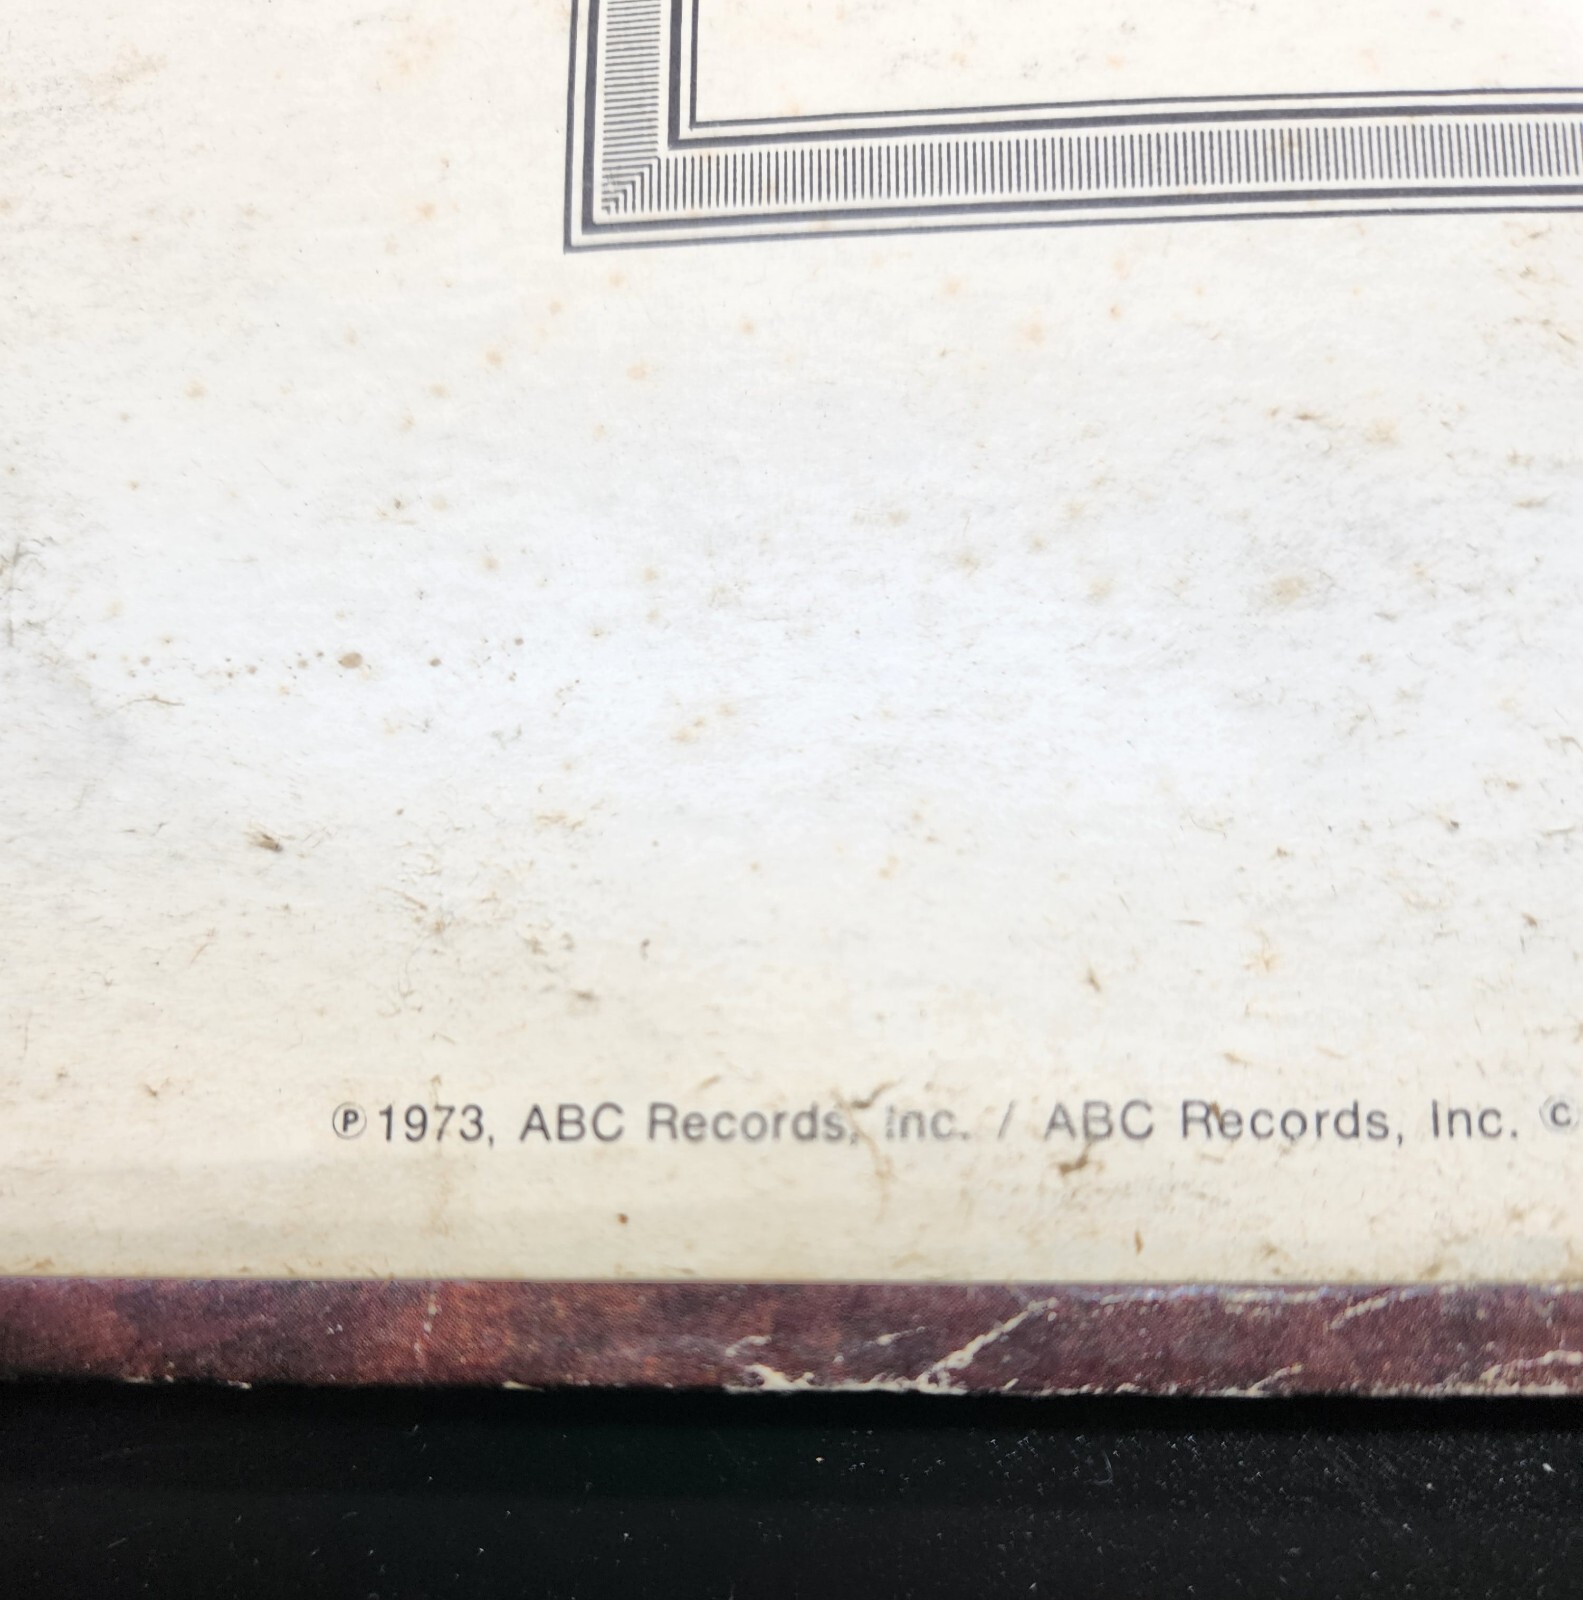 ℗1973, ABC Records, Inc. / ABC Records, Inc. ©